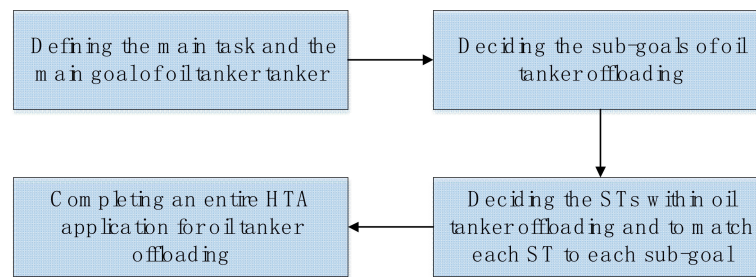 Defining the main task and the
main goal of oil tanker tanker
Deciding the sub-goals of oil
tanker offloading
Deciding the STs within oil
tanker offloading and to match
each ST to each sub-goal
Completing an entire HTA
application for oil tanker
offloading